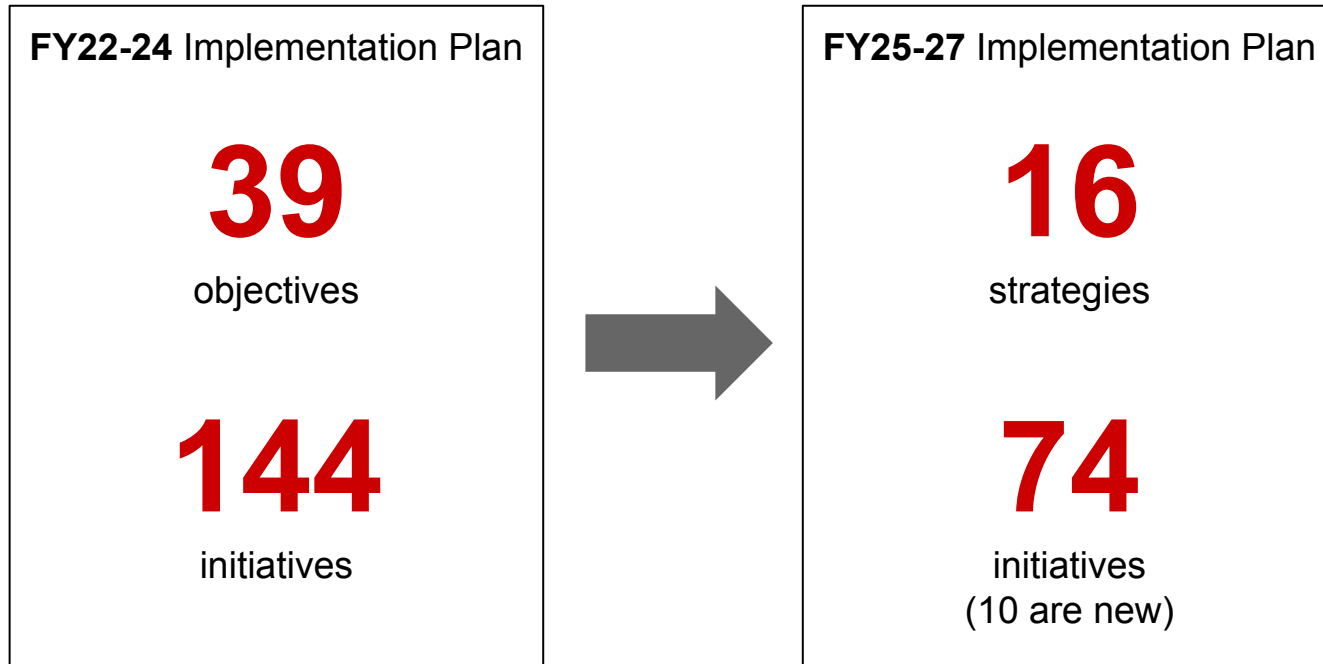 FY22-24 Implementation Plan
39
objectives
144
initiatives
FY25-27 Implementation Plan
16
strategies
74
initiatives
(10 are new)